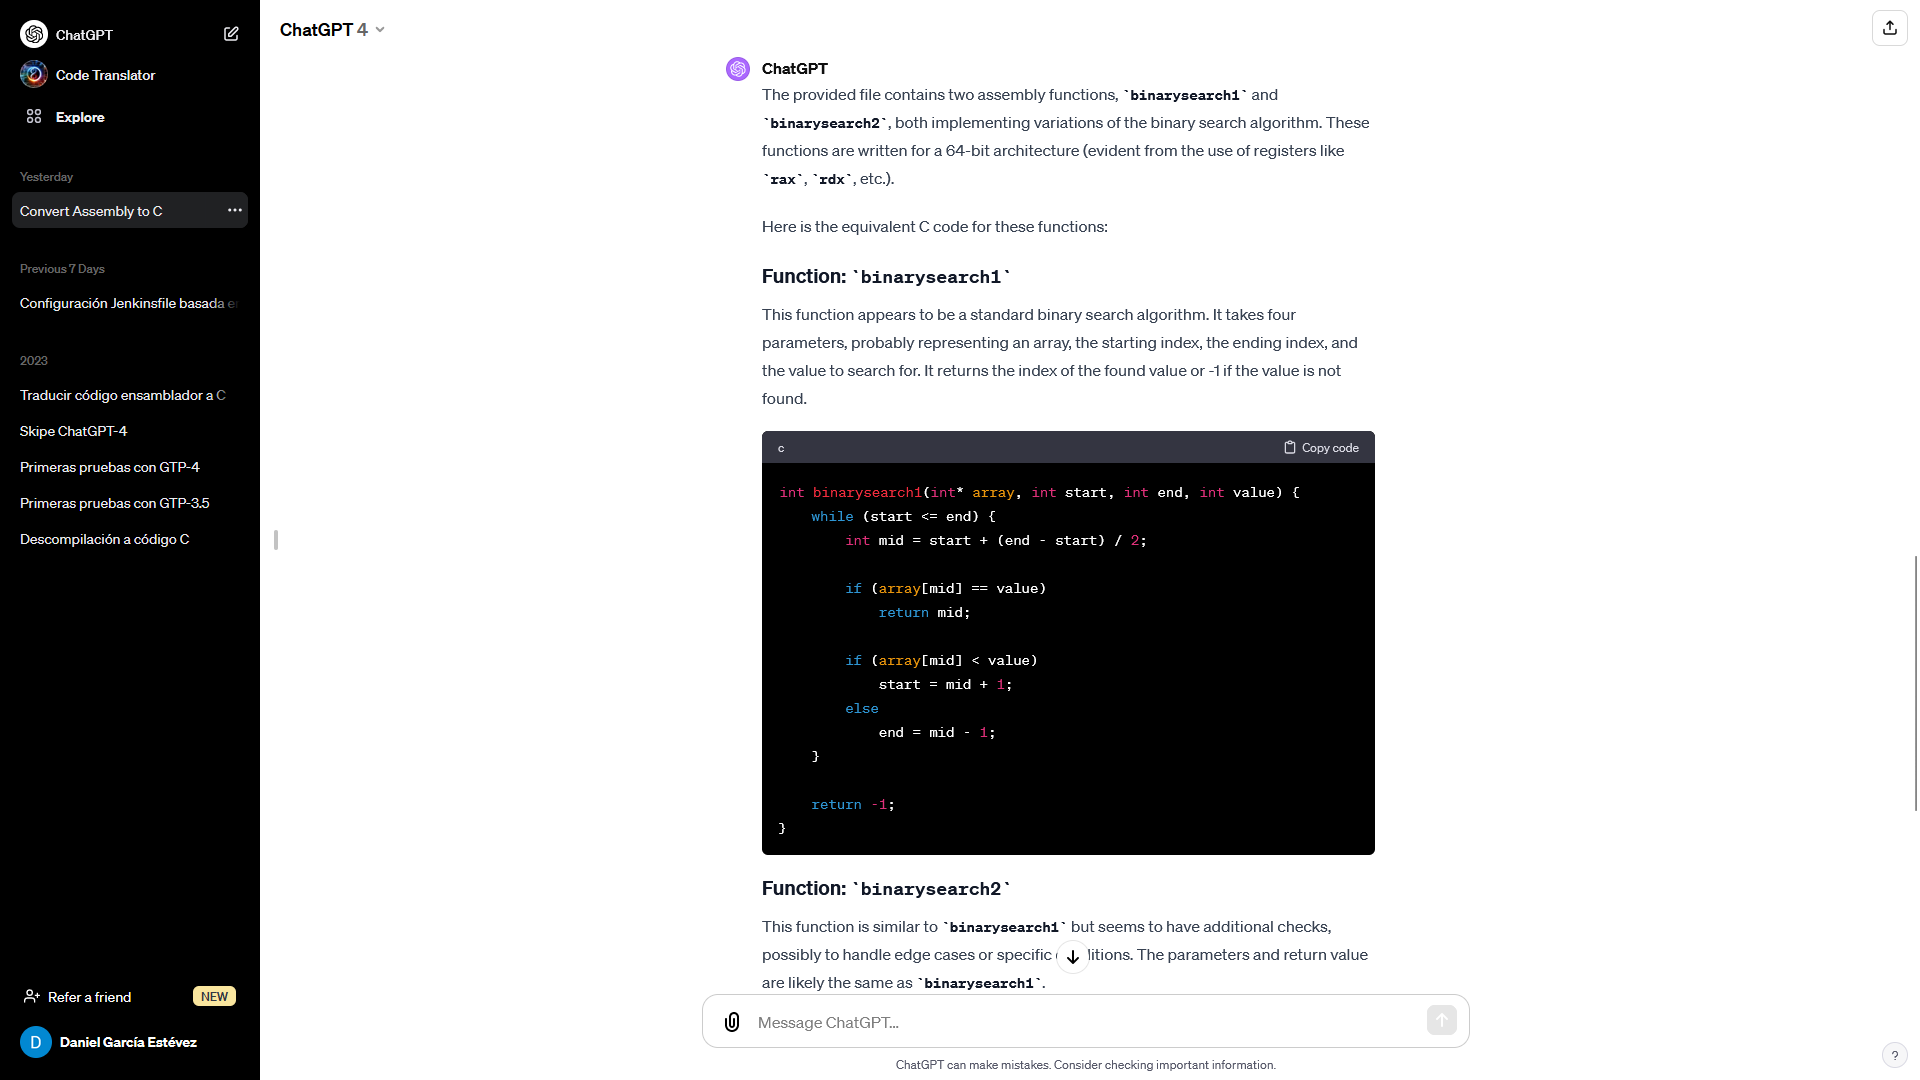 ChatGPT
Code Translator
Explore
Yesterday
Convert Assembly to C
Previous 7 Days
Configuración Jenkinsfile basada e
2023
Traducir código ensamblador a C
Skipe ChatGPT-4
Primeras pruebas con GTP-4
Primeras pruebas con GTP-3.5
Descompilación a código C
Refer a friend NEW
D Daniel García Estévez
ChatGPT 4
ChatGPT
The provided file contains two assembly functions, `binarysearch1` and
`binarysearch2`, both implementing variations of the binary search algorithm. These
functions are written for a 64-bit architecture (evident from the use of registers like
`rax`, `rdx`, etc.).
Here is the equivalent C code for these functions:
Function: `binarysearch1`
This function appears to be a standard binary search algorithm. It takes four
parameters, probably representing an array, the starting index, the ending index, and
the value to search for. It returns the index of the found value or -1 if the value is not
found.
c Copy code
int binarysearch1(int* array, int start, int end, int value) {
    while (start <= end) {
        int mid = start + (end - start) / 2;
        if (array[mid] == value)
            return mid;
        if (array[mid] < value)
            start = mid + 1;
        else
            end = mid - 1;
    }
    return -1;
}
Function: `binarysearch2`
This function is similar to `binarysearch1` but seems to have additional checks,
possibly to handle edge cases or specific ditions. The parameters and return value
are likely the same as `binarysearch1`.
Message ChatGPT...
ChatGPT can make mistakes. Consider checking important information.
?